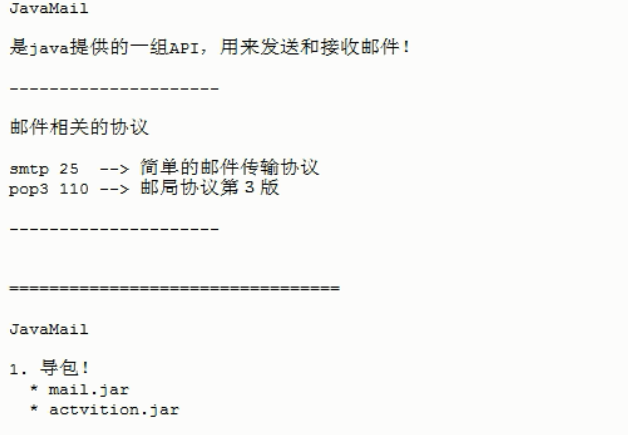 JavaMail
是java提供的一组API，用来发送和接收邮件！
---------------------
邮件相关的协议
smtp 25  --> 简单的邮件传输协议
pop3 110 --> 邮局协议第３版
---------------------
=================================
JavaMail
1. 导包！
  * mail.jar
  * actvition.jar